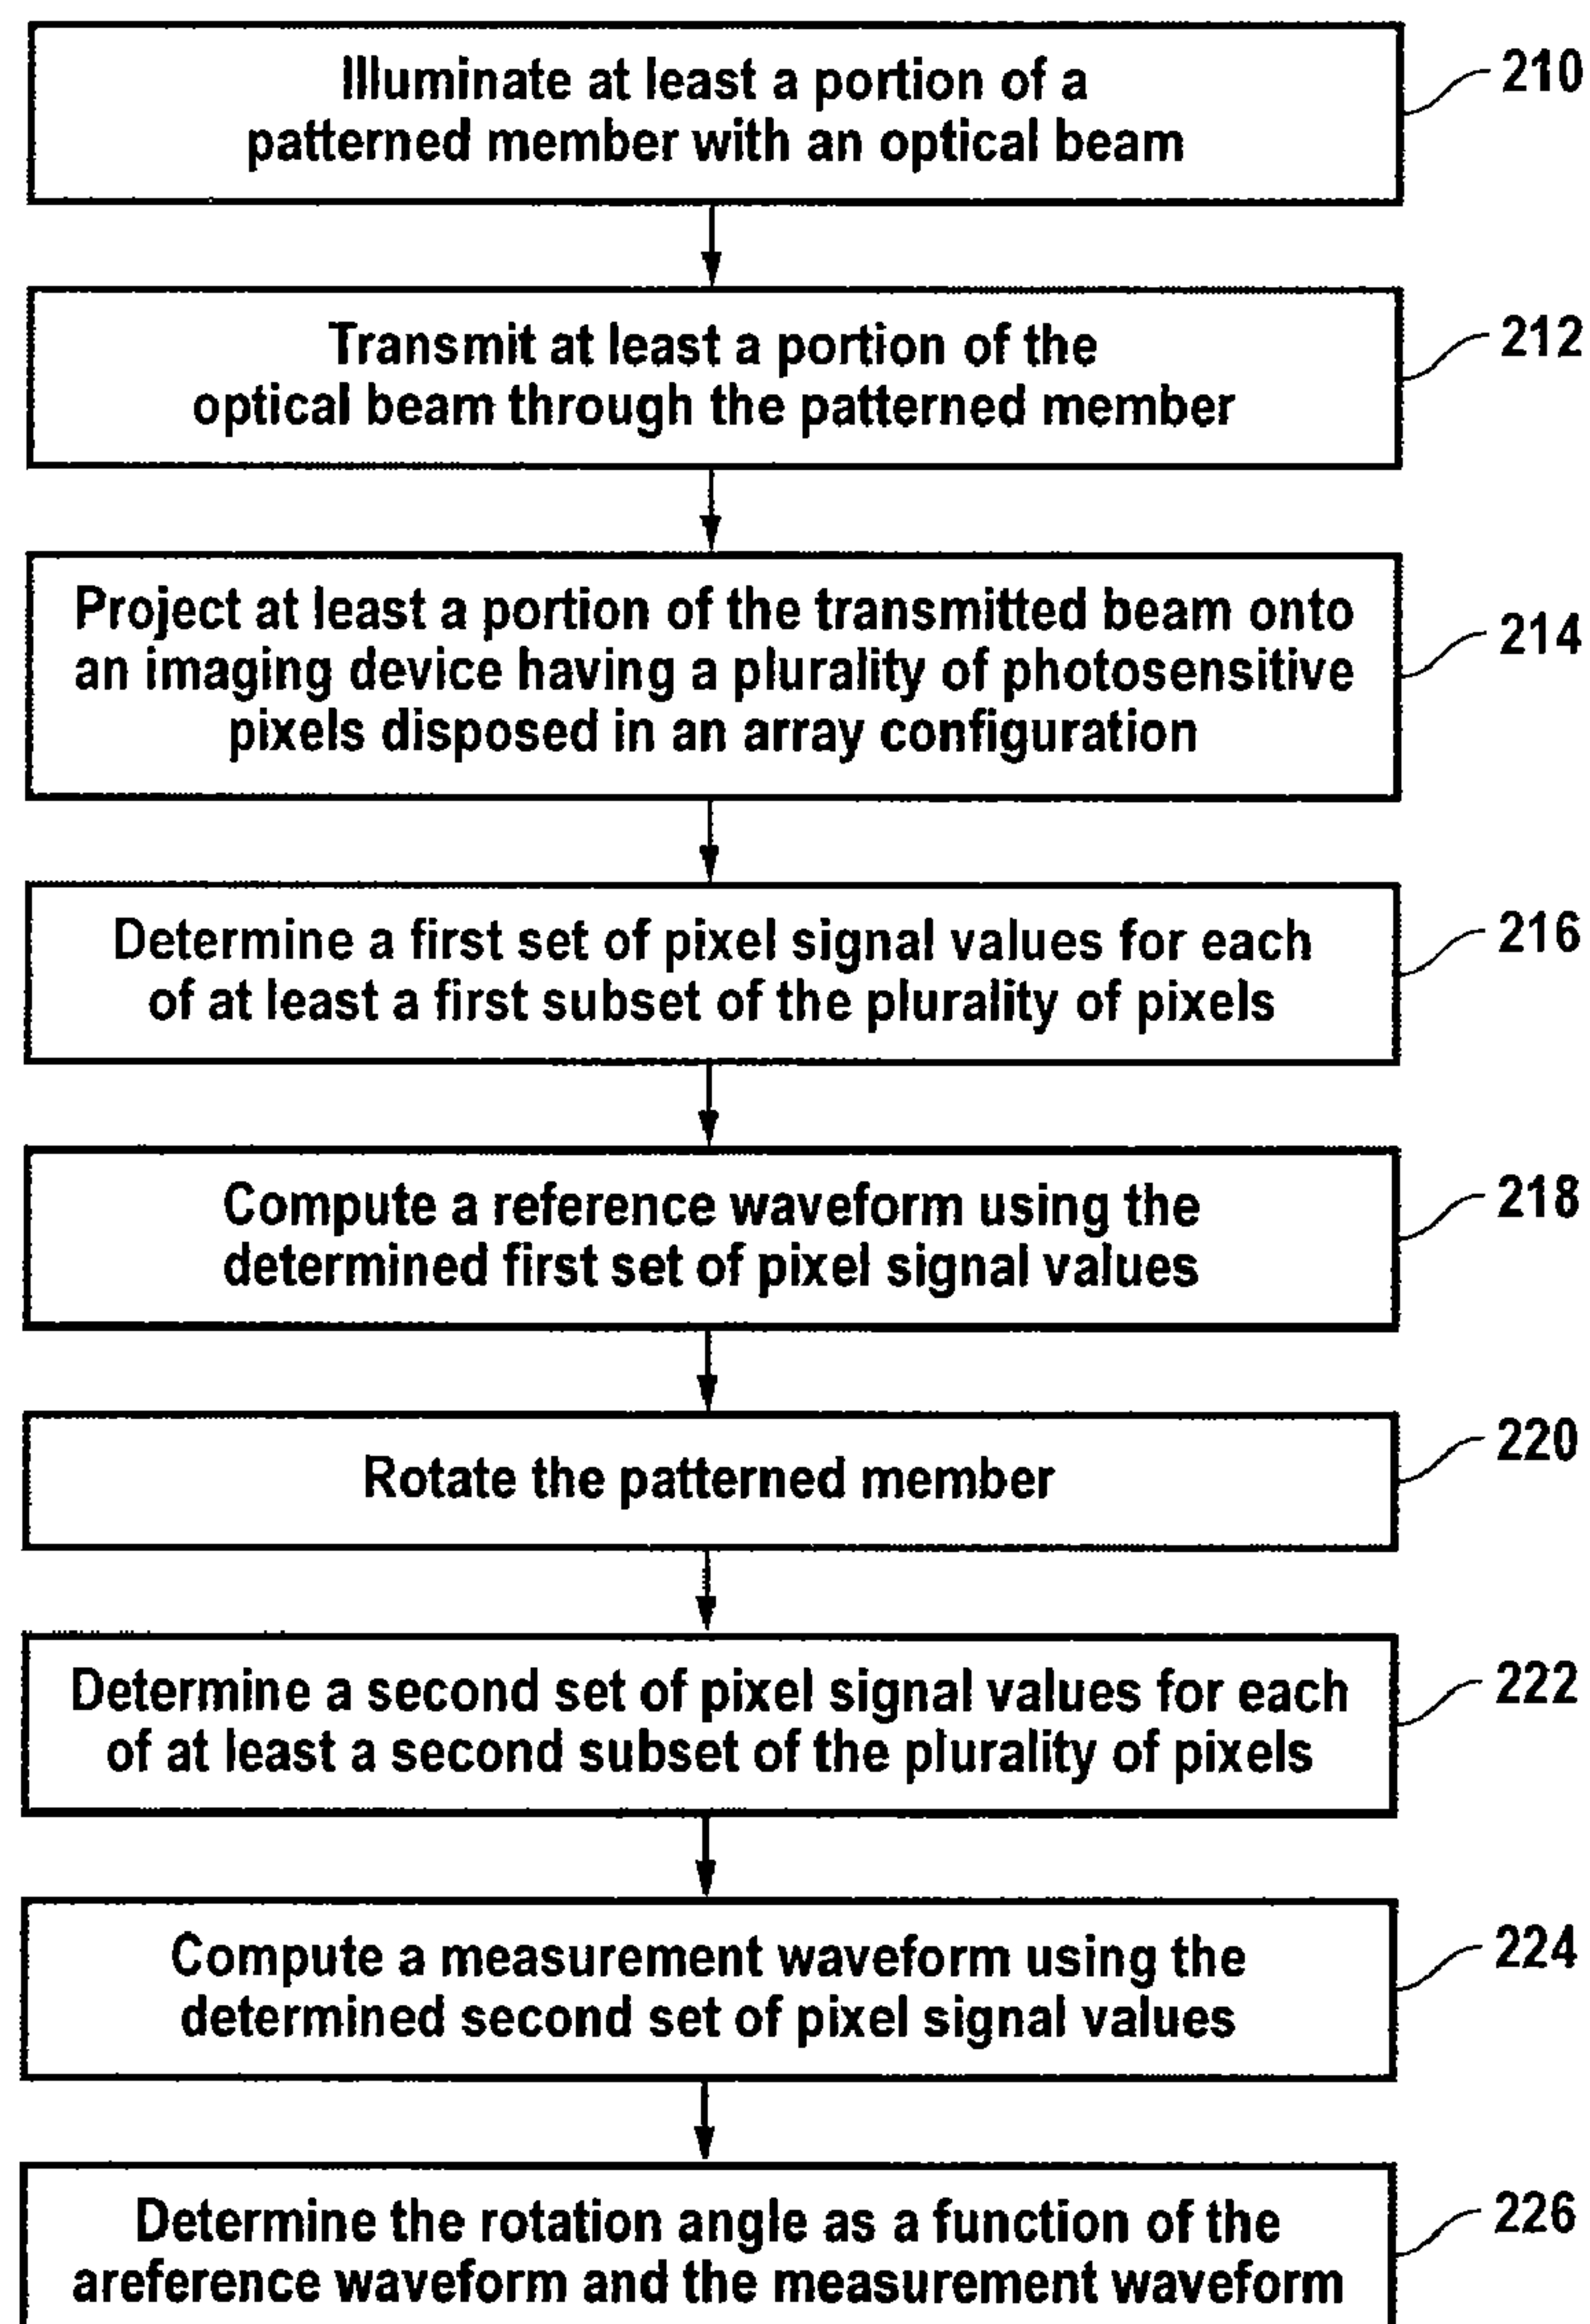 Illuminate at least a portion of a
patterned member with an optical beam
210
Transmit at least a portion of the
optical beam through the patterned member
212
Project at least a portion of the transmitted beam onto
an imaging device having a plurality of photosensitive
pixels disposed in an array configuration
214
Determine a first set of pixel signal values for each
of at least a first subset of the plurality of pixels
216
Compute a reference waveform using the
determined first set of pixel signal values
218
Rotate the patterned member
220
Determine a second set of pixel signal values for each
of at least a second subset of the plurality of pixels
222
Compute a measurement waveform using the
determined second set of pixel signal values
224
Determine the rotation angle as a function of the
areference waveform and the measurement waveform
226